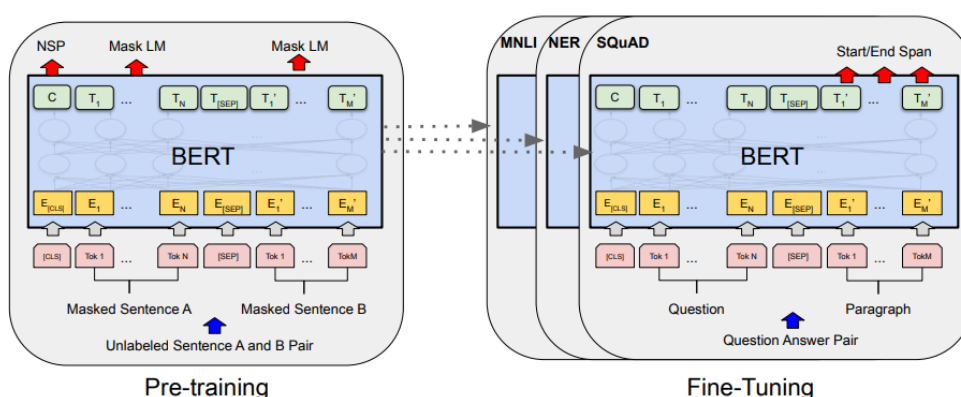 NSP Mask LM Mask LM
C T1 ... TN T[SEP] T1’ ... TM’
...
...
BERT
E[CLS] E1 ... EN E[SEP] E1’ ... EM’
[CLS] Tok 1 ... Tok N [SEP] Tok 1 ... TokM
Masked Sentence A Masked Sentence B
Unlabeled Sentence A and B Pair
Pre-training
MNLI NER SQuAD
Start/End Span
C T1 ... TN T[SEP] T1’ ... TM’
...
...
BERT
E[CLS] E1 ... EN E[SEP] E1’ ... EM’
[CLS] Tok 1 ... Tok N [SEP] Tok 1 ... TokM
Question Paragraph
Question Answer Pair
Fine-Tuning